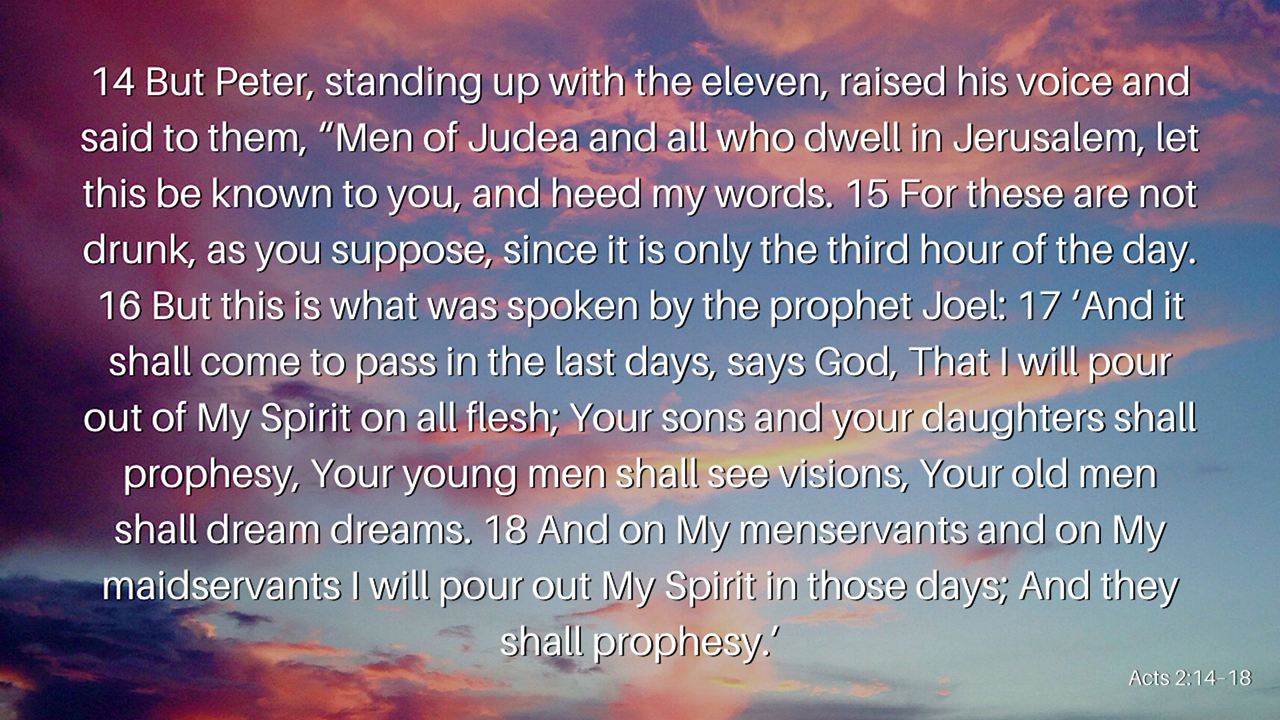 14 But Peter, standing up with the eleven, raised his voice and
said to them, “Men of Judea and all who dwell in Jerusalem, let
this be known to you, and heed my words. 15 For these are not
drunk, as you suppose, since it is only the third hour of the day.
16 But this is what was spoken by the prophet Joel: 17 ‘And it
shall come to pass in the last days, says God, That I will pour
out of My Spirit on all flesh; Your sons and your daughters shall
prophesy, Your young men shall see visions, Your old men
shall dream dreams. 18 And on My menservants and on My
maidservants I will pour out My Spirit in those days; And they
shall prophesy.’
Acts 2:14–18